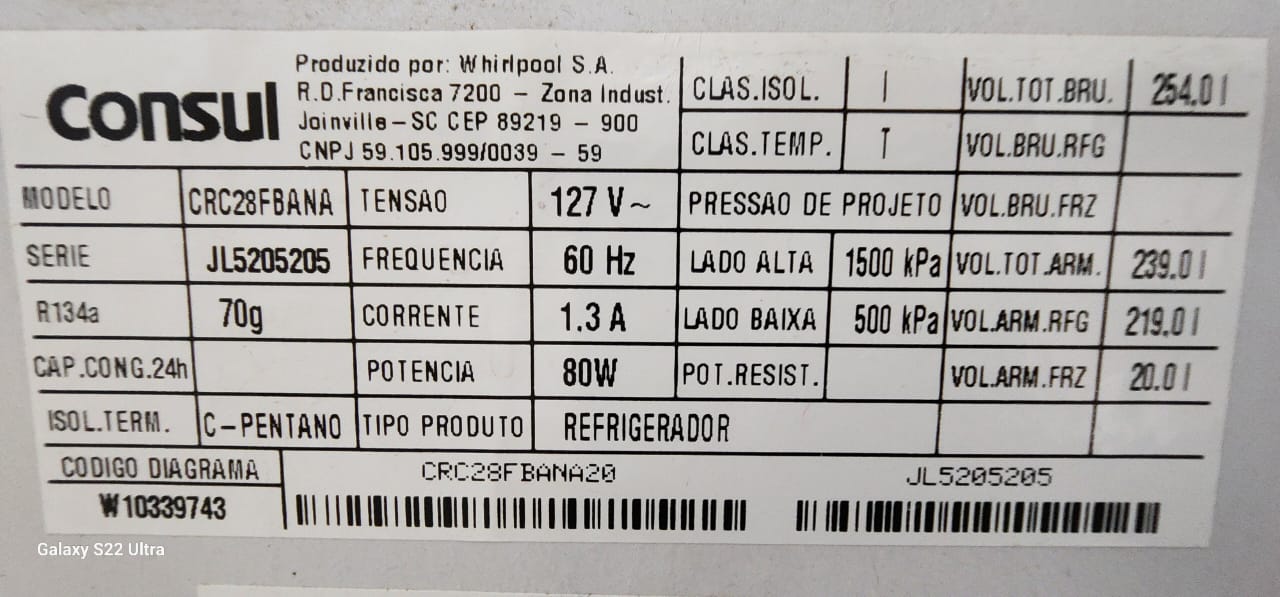 Consul
Produzido por: Whirlpool S.A.
R.D.Francisca 7200 – Zona Indust.
Joinville – SC CEP 89219 – 900
CNPJ 59.105.999/0039 – 59
CLAS.ISOL. I VOL.TOT.BRU. 254.0 l
CLAS.TEMP. T VOL.BRU.RFG
MODELO CRC28FBANA TENSAO 127 V~ PRESSAO DE PROJETO VOL.BRU.FRZ
SERIE JL5205205 FREQUENCIA 60 Hz LADO ALTA 1500 kPa VOL.TOT.ARM. 239.0 l
R134a 70g CORRENTE 1.3 A LADO BAIXA 500 kPa VOL.ARM.RFG 219.0 l
CAP.CONG.24h POTENCIA 80W POT.RESIST. VOL.ARM.FRZ 20.0 l
ISOL.TERM. C-PENTANO TIPO PRODUTO REFRIGERADOR
CODIGO DIAGRAMA CRC28FBANA20 JL5205205
W10339743
Galaxy S22 Ultra